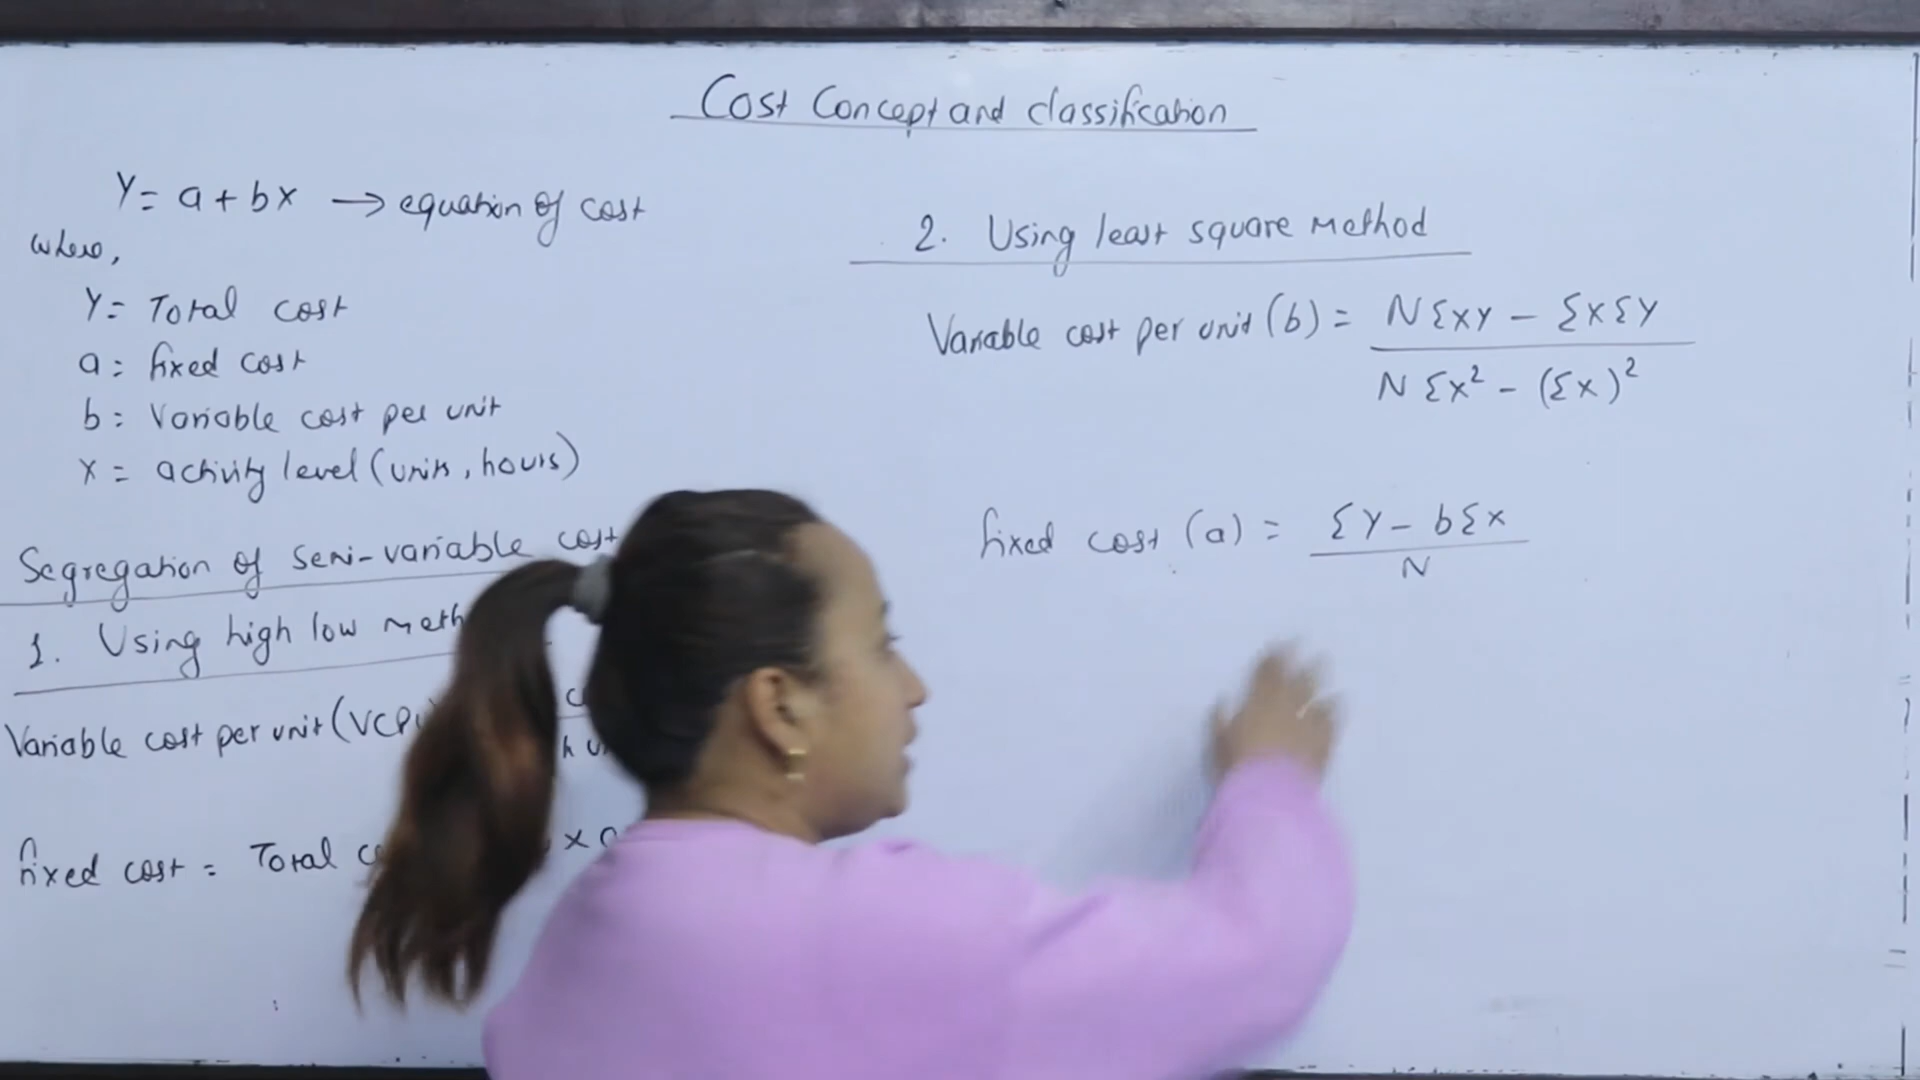 Cost Concept and classification
Y = a + bx → equation of cost
where,
Y = Total cost
a = fixed cost
b = Variable cost per unit
x = activity level (units, hours)
Segregation of semi-variable cost
1. Using high low
Variable cost per unit (VCPU)
fixed cost = Total
2. Using least square method
Variable cost per unit (b) = NΣXY - ΣXΣY
NΣX² - (Σx)²
fixed cost (a) = ΣY - bΣx
N